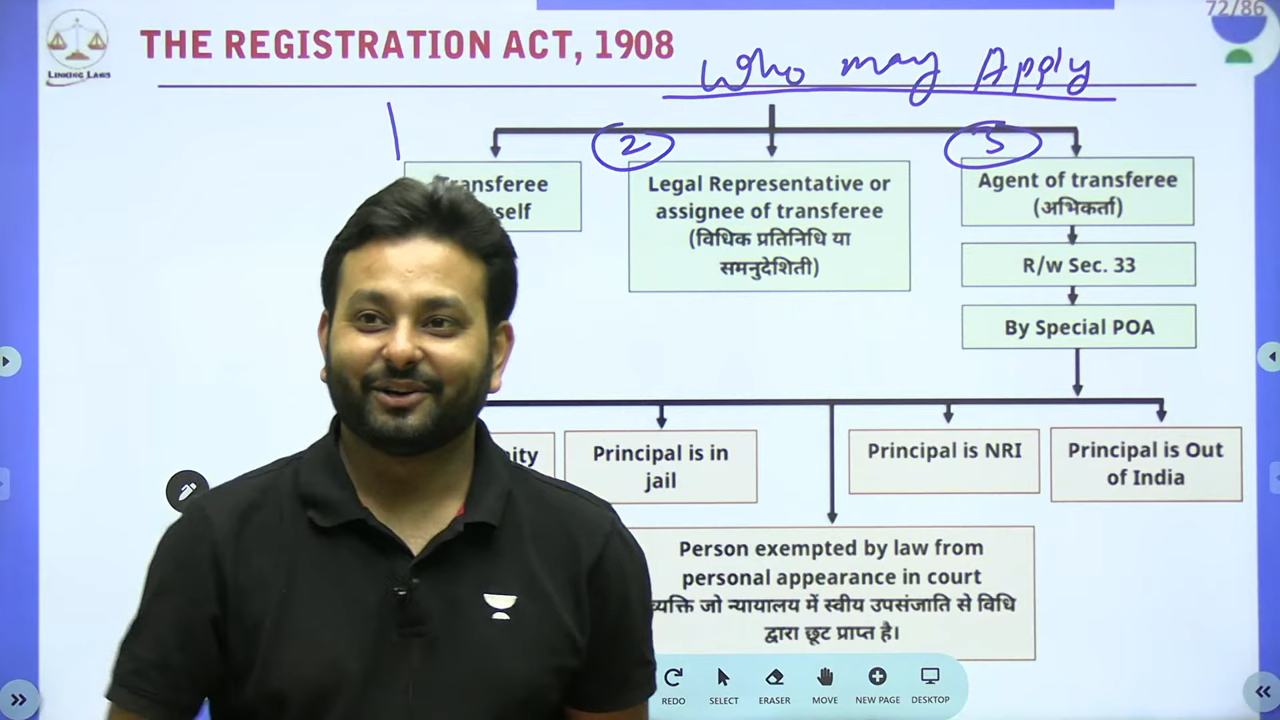 72/86
THE REGISTRATION ACT, 1908
LINKING LAWS
Who may Apply
1
2
3
Transferee
Legal Representative or
assignee of transferee
(विधिक प्रतिनिधि या
समनुदेशिती)
Agent of transferee
(अभिकर्ता)
R/w Sec. 33
By Special POA
Principal is in
jail
Principal is NRI
Principal is Out
of India
Person exempted by law from
personal appearance in court
व्यक्ति जो न्यायालय में स्वीय उपसंजाति से विधि
द्वारा छूट प्राप्त है।
REDO
SELECT
ERASER
MOVE
NEW PAGE
DESKTOP